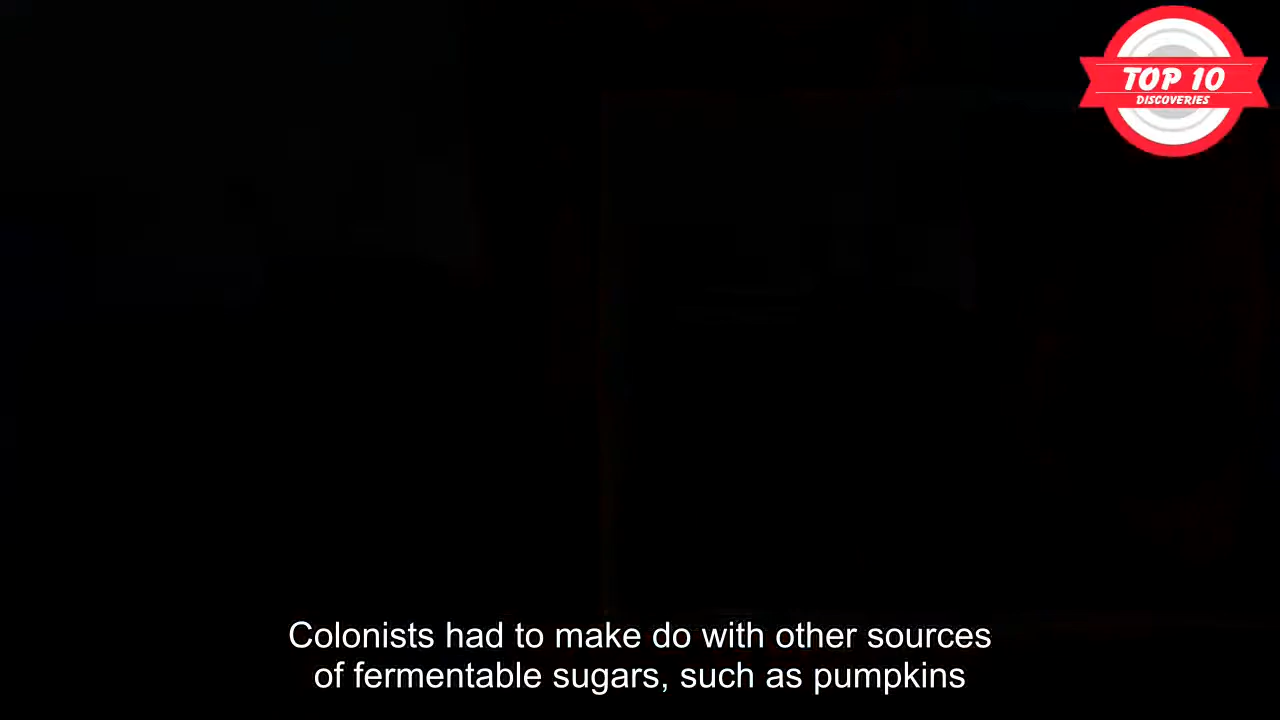 TOP 10
DISCOVERIES
Colonists had to make do with other sources
of fermentable sugars, such as pumpkins